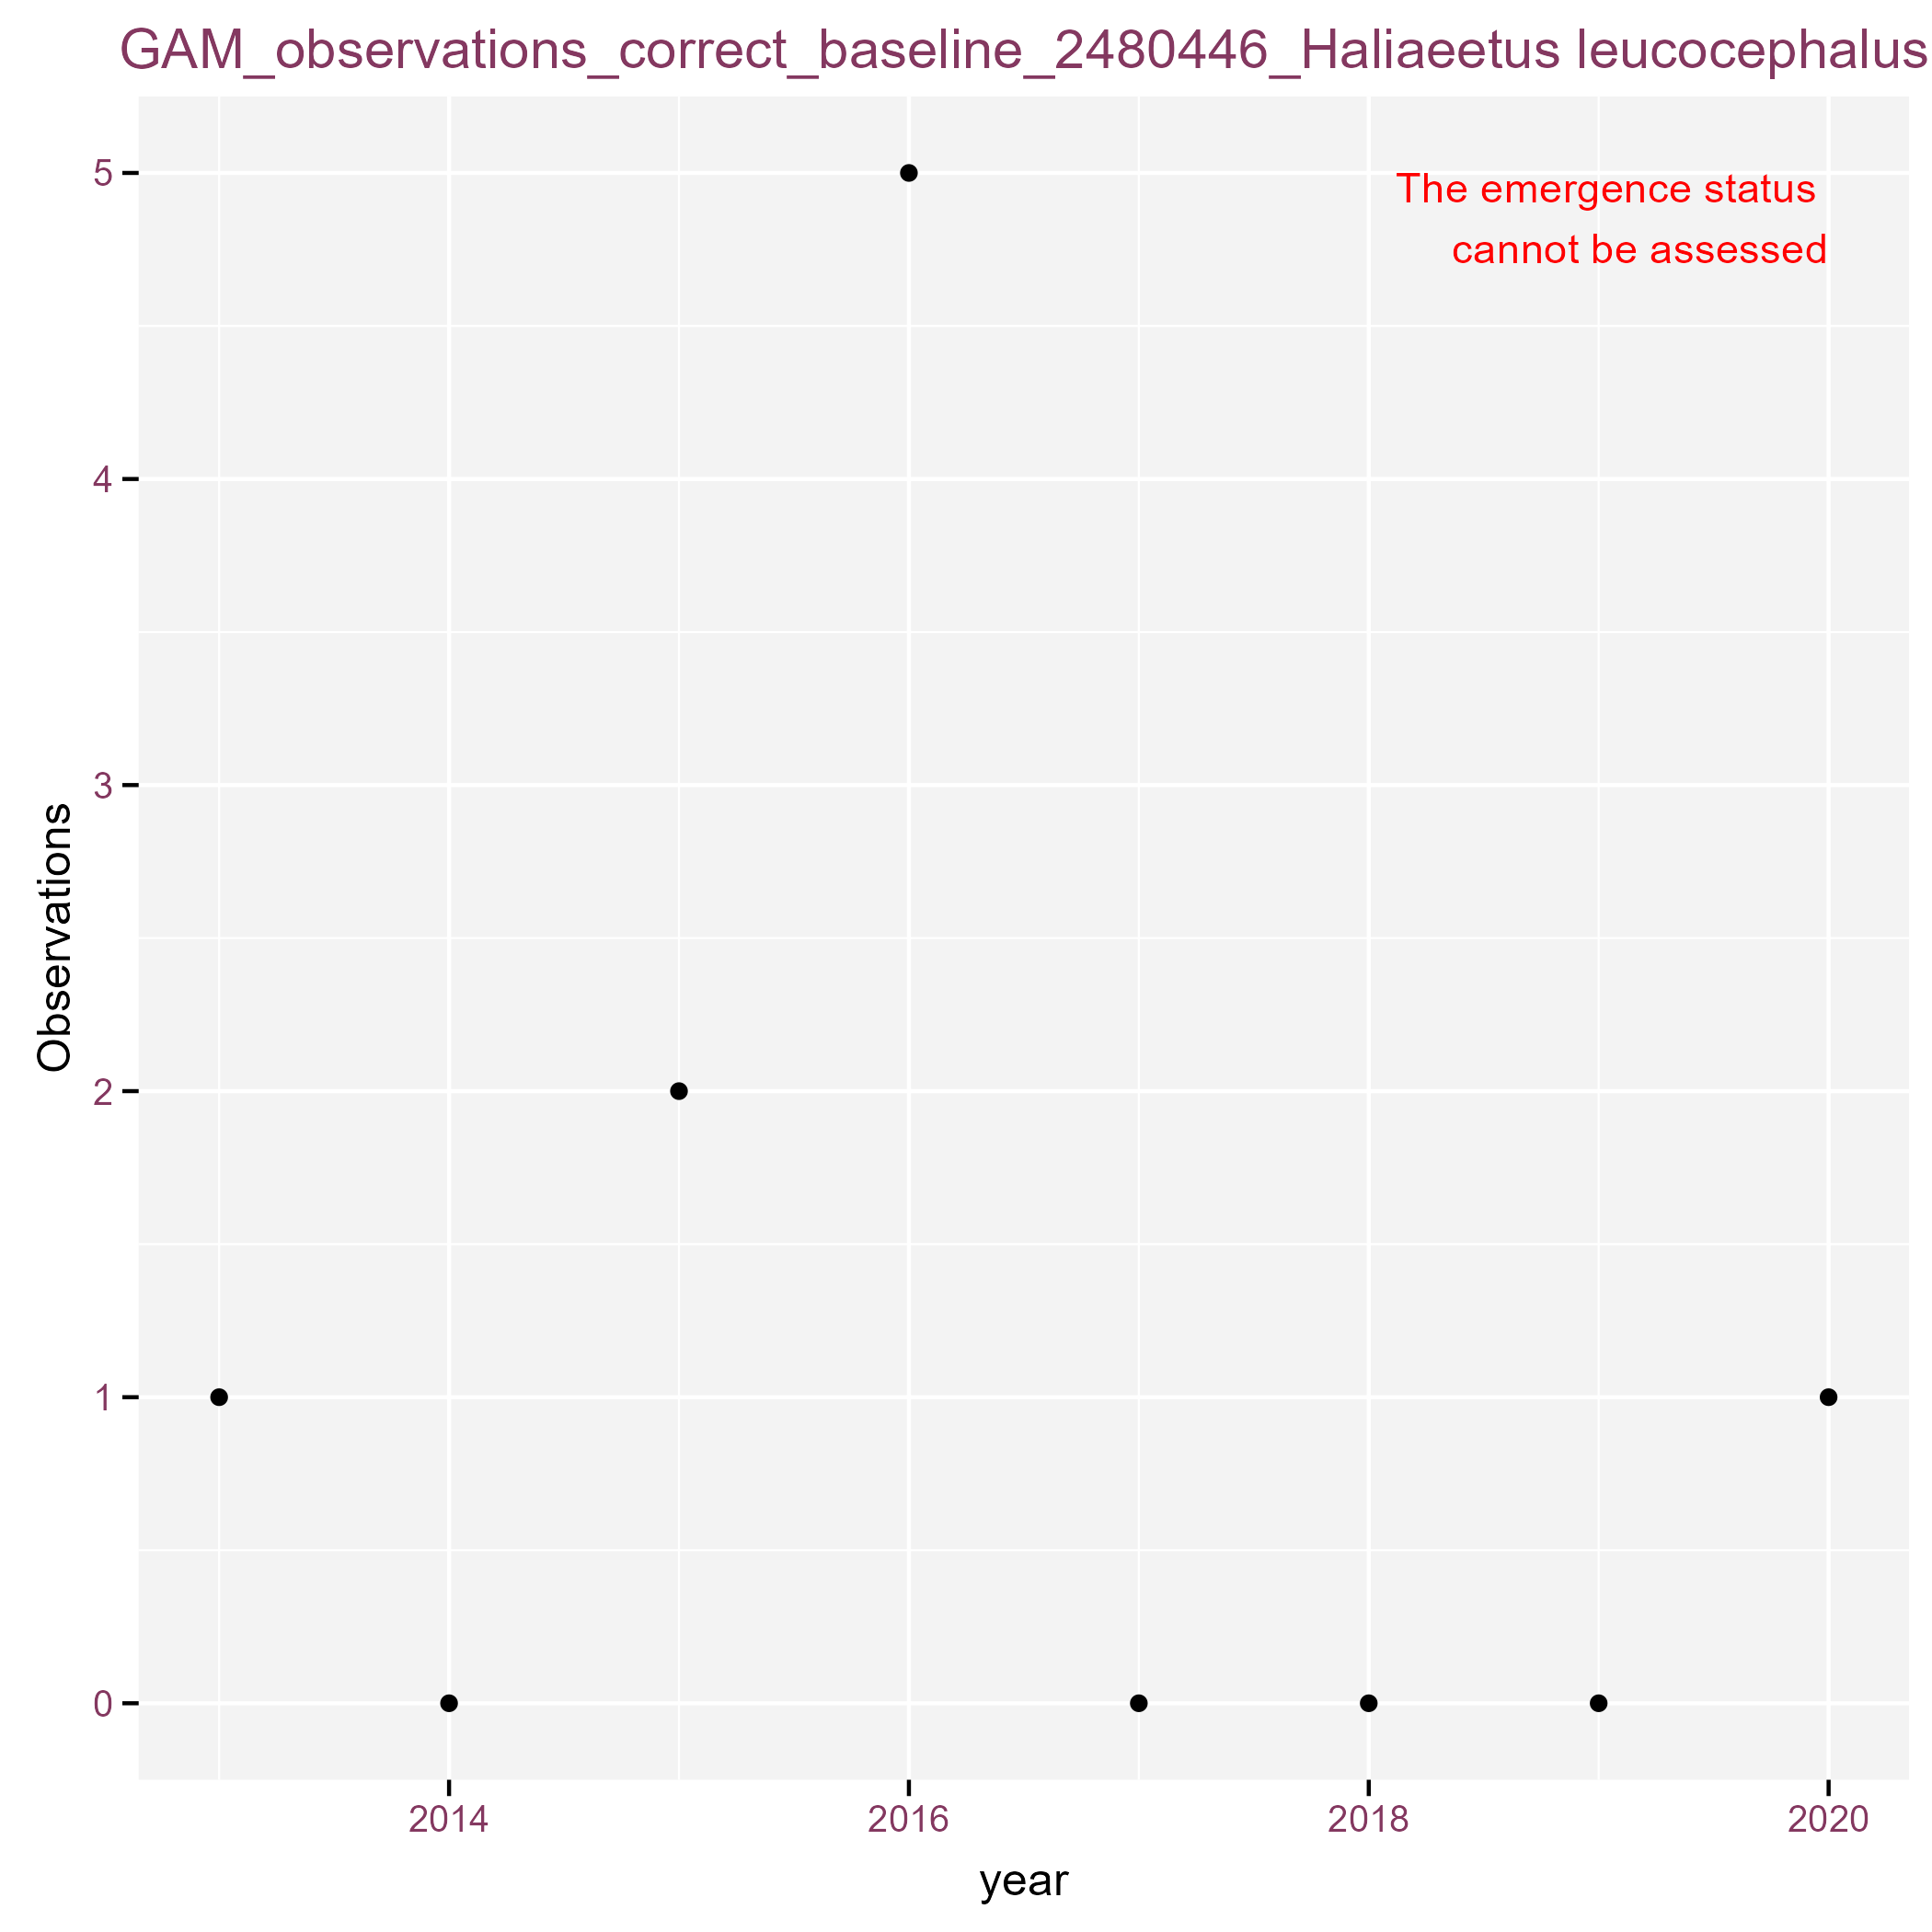 GAM_observations_correct_baseline_2480446_Haliaeetus leucocephalus
The emergence status
cannot be assessed
5
4
3
2
1
0
Observations
2014 2016 2018 2020
year